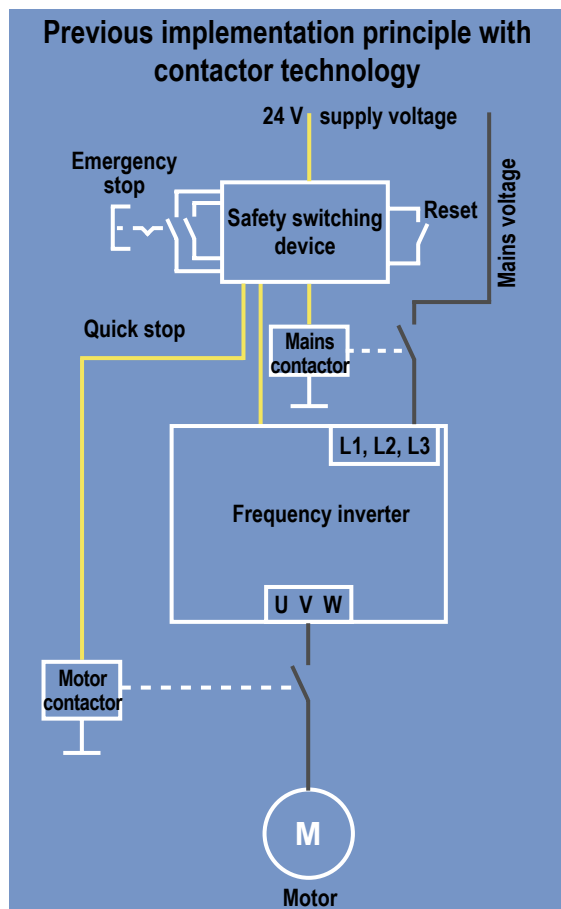 Previous implementation principle with
contactor technology
24 V supply voltage
Mains voltage
Emergency
stop
Safety switching
device
Reset
Quick stop
Mains
contactor
L1, L2, L3
Frequency inverter
U V W
Motor
contactor
M
Motor